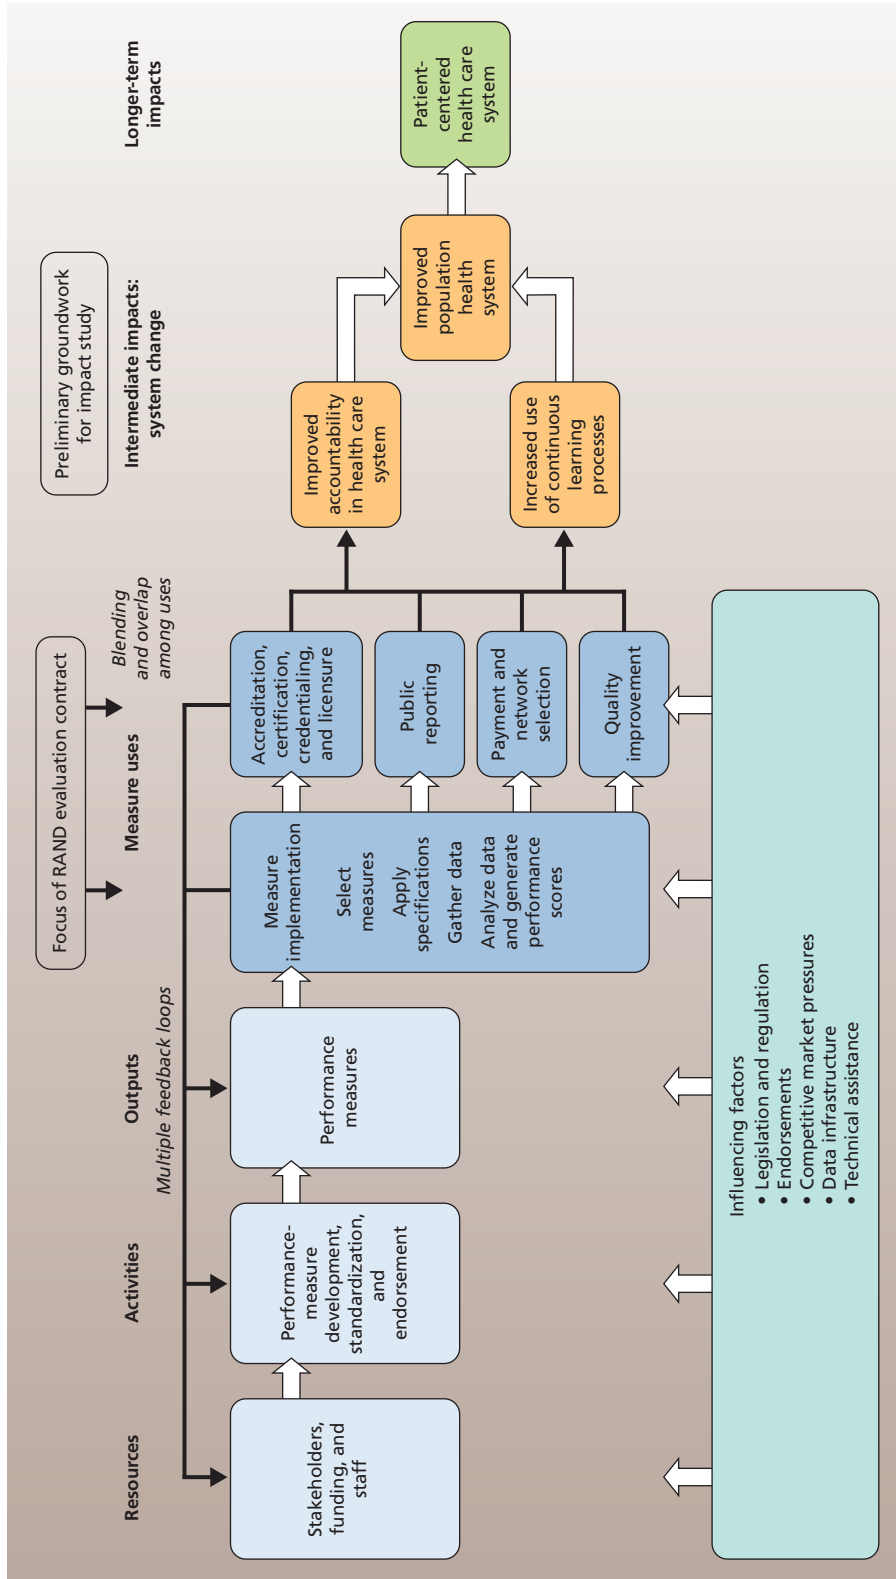 Focus of RAND evaluation contract
Preliminary groundwork
for impact study
Resources
Activities
Outputs
Measure uses
Intermediate impacts:
system change
Longer-term
impacts
Multiple feedback loops
Blending
and overlap
among uses
Stakeholders,
funding, and
staff
Performance-
measure
development,
standardization,
and
endorsement
Performance
measures
Measure
implementation
Select
measures
Apply
specifications
Gather data
Analyze data
and generate
performance
scores
Accreditation,
certification,
credentialing,
and licensure
Public
reporting
Payment and
network
selection
Quality
improvement
Improved
accountability
in health care
system
Increased use
of continuous
learning
processes
Improved
population
health
system
Patient-
centered
health care
system
Influencing factors
• Legislation and regulation
• Endorsements
• Competitive market pressures
• Data infrastructure
• Technical assistance